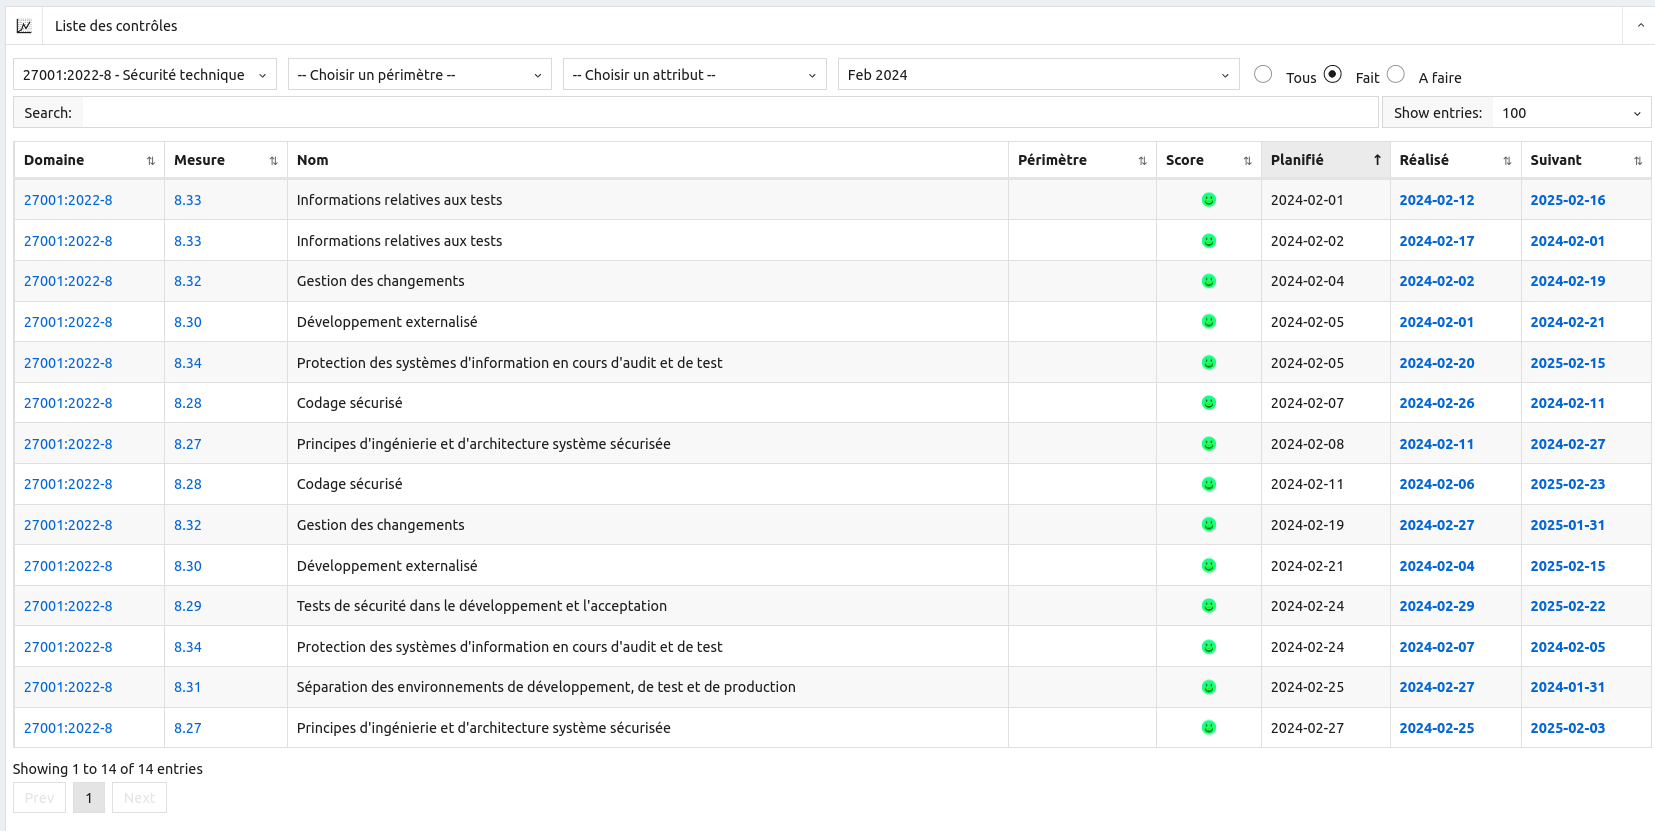 Liste des contrôles
27001:2022-8 - Sécurité technique -- Choisir un périmètre -- -- Choisir un attribut -- Feb 2024 Tous Fait A faire
Search: Show entries: 100
Domaine Mesure Nom Périmètre Score Planifié Réalisé Suivant
27001:2022-8 8.33 Informations relatives aux tests 2024-02-01 2024-02-12 2025-02-16
27001:2022-8 8.33 Informations relatives aux tests 2024-02-02 2024-02-17 2024-02-01
27001:2022-8 8.32 Gestion des changements 2024-02-04 2024-02-02 2024-02-19
27001:2022-8 8.30 Développement externalisé 2024-02-05 2024-02-01 2024-02-21
27001:2022-8 8.34 Protection des systèmes d'information en cours d'audit et de test 2024-02-05 2024-02-20 2025-02-15
27001:2022-8 8.28 Codage sécurisé 2024-02-07 2024-02-26 2024-02-11
27001:2022-8 8.27 Principes d'ingénierie et d'architecture système sécurisée 2024-02-08 2024-02-11 2024-02-27
27001:2022-8 8.28 Codage sécurisé 2024-02-11 2024-02-06 2025-02-23
27001:2022-8 8.32 Gestion des changements 2024-02-19 2024-02-27 2025-01-31
27001:2022-8 8.30 Développement externalisé 2024-02-21 2024-02-04 2025-02-15
27001:2022-8 8.29 Tests de sécurité dans le développement et l'acceptation 2024-02-24 2024-02-29 2025-02-22
27001:2022-8 8.34 Protection des systèmes d'information en cours d'audit et de test 2024-02-24 2024-02-07 2024-02-05
27001:2022-8 8.31 Séparation des environnements de développement, de test et de production 2024-02-25 2024-02-27 2024-01-31
27001:2022-8 8.27 Principes d'ingénierie et d'architecture système sécurisée 2024-02-27 2024-02-25 2025-02-03
Showing 1 to 14 of 14 entries
Prev 1 Next